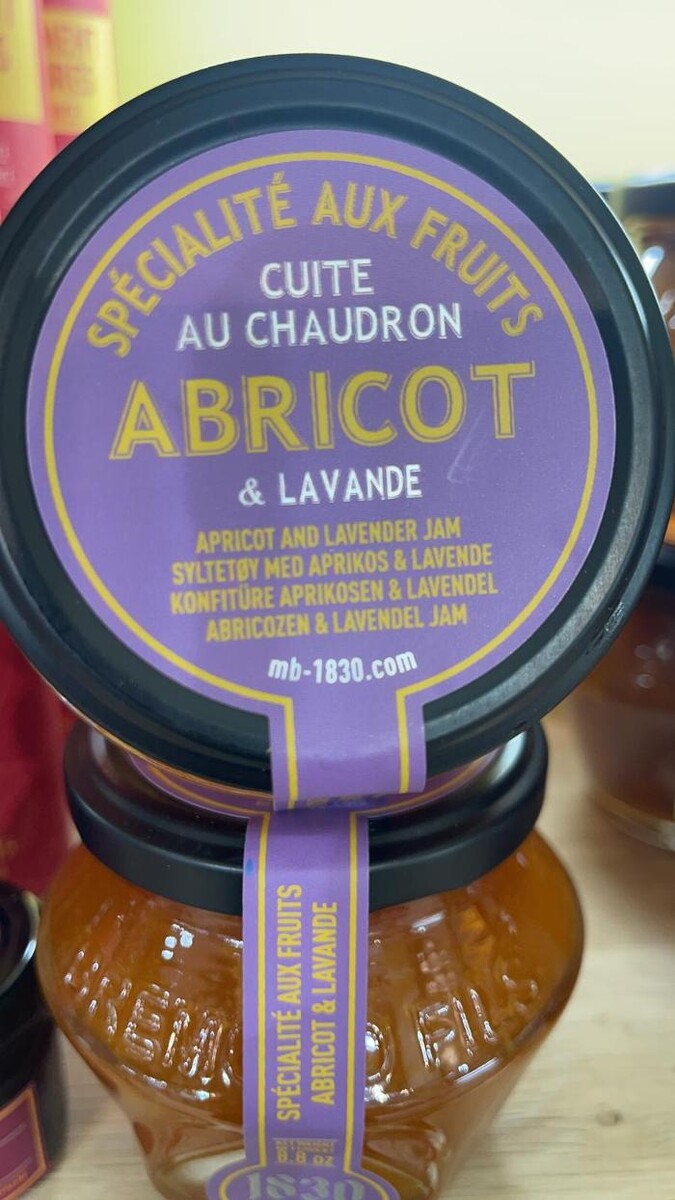 SPÉCIALITÉ AUX FRUITS
CUITE
AU CHAUDRON
ABRICOT
& LAVANDE
APRICOT AND LAVENDER JAM
SYLTETØY MED APRIKOS & LAVENDE
KONFITÜRE APRIKOSEN & LAVENDEL
ABRICOZEN & LAVENDEL JAM
mb-1830.com
SPÉCIALITÉ AUX FRUITS
ABRICOT & LAVANDE
FILS
8.8 oz
1830